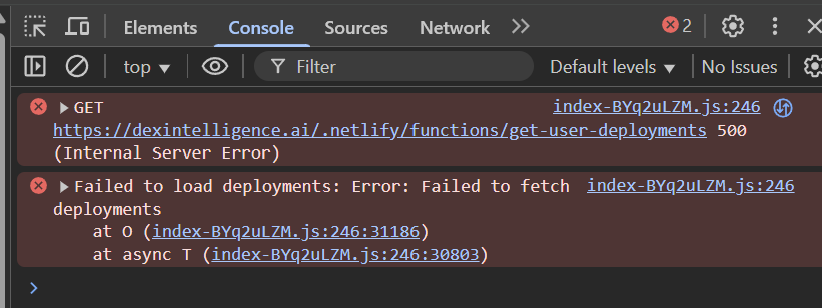 Elements Console Sources Network 2
top Filter Default levels No Issues
GET index-BYq2uLZM.js:246
https://dexintelligence.ai/.netlify/functions/get-user-deployments 500
(Internal Server Error)
Failed to load deployments: Error: Failed to fetch index-BYq2uLZM.js:246
deployments
at O (index-BYq2uLZM.js:246:31186)
at async T (index-BYq2uLZM.js:246:30803)